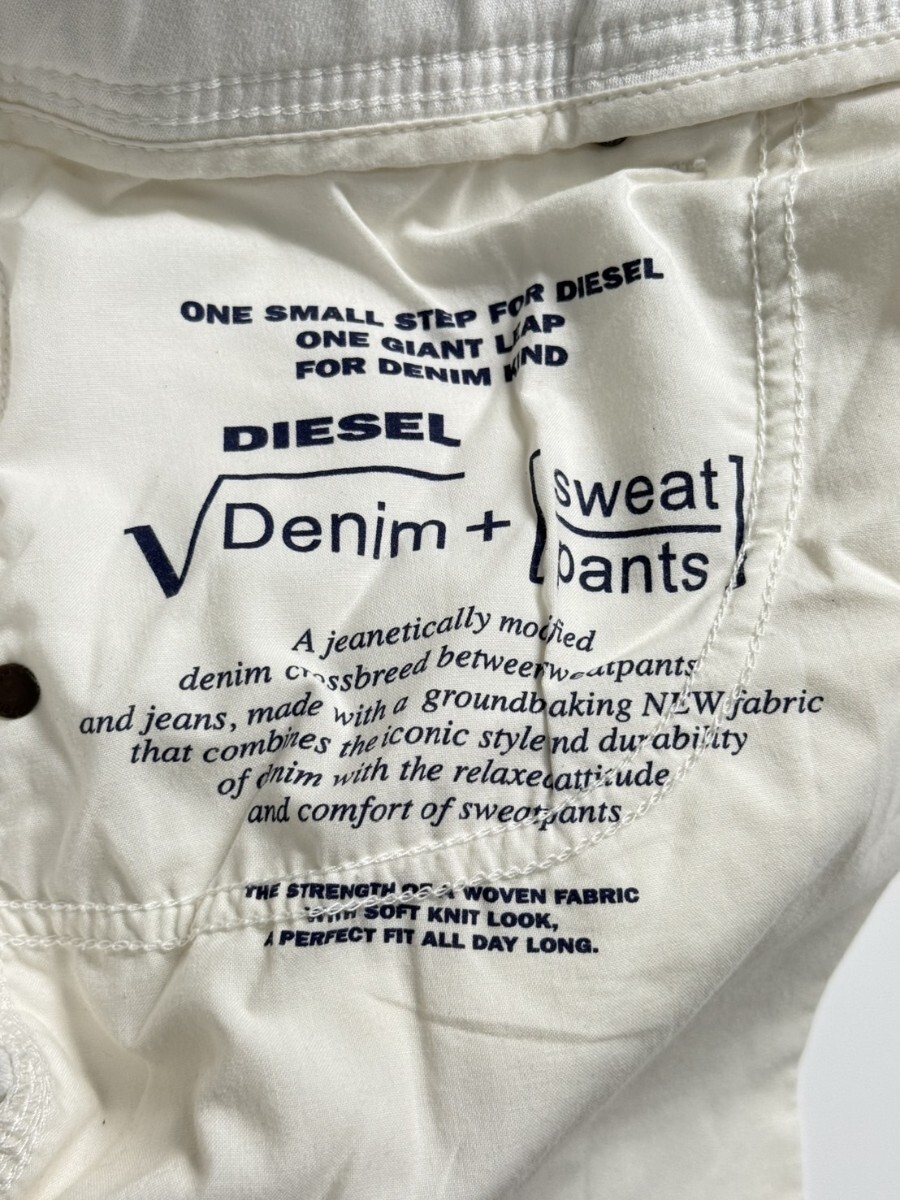 ONE SMALL STEP FOR DIESEL
ONE GIANT LEAP
FOR DENIM KIND
DIESEL
√Denim + [sweat
pants]
A jeanetically modified
denim crossbreed between sweatpants
and jeans, made with a groundbaking NEW fabric
that combines the iconic style nd durability
of dnim with the relaxed attitude
and comfort of sweatpants
THE STRENGTH OF A WOVEN FABRIC
WITH SOFT KNIT LOOK,
A PERFECT FIT ALL DAY LONG.